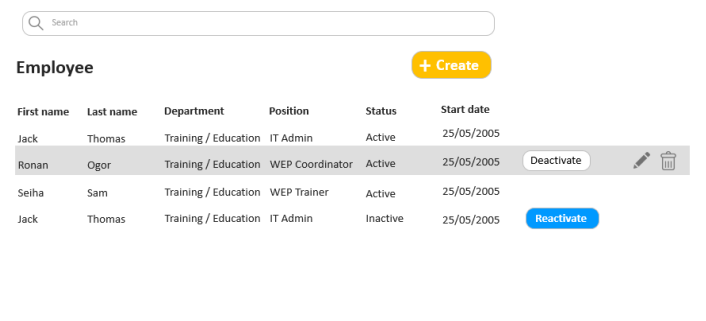 Search
Employee
+ Create
First name Last name Department Position Status Start date
Jack Thomas Training / Education IT Admin Active 25/05/2005
Ronan Ogor Training / Education WEP Coordinator Active 25/05/2005 Deactivate
Seiha Sam Training / Education WEP Trainer Active 25/05/2005
Jack Thomas Training / Education IT Admin Inactive 25/05/2005 Reactivate